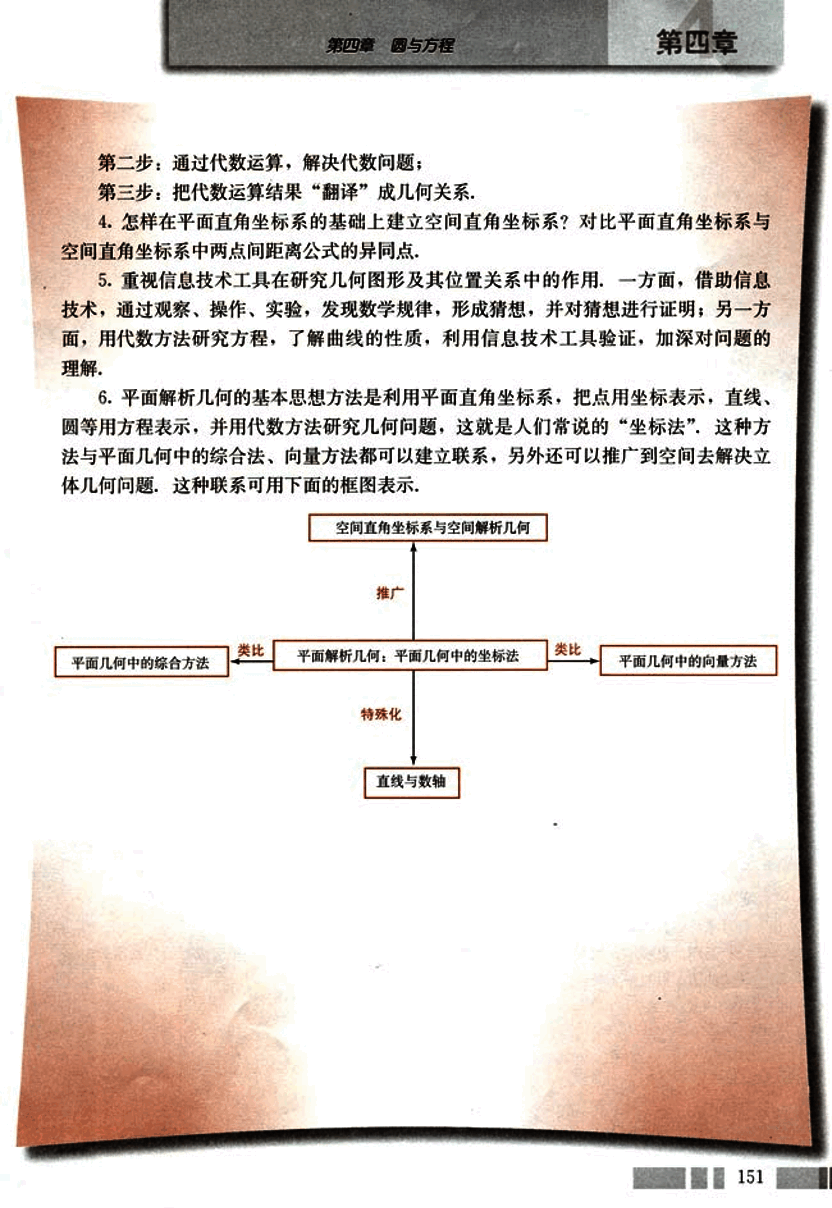 第四章 圆与方程
第四章
第二步：通过代数运算，解决代数问题；
第三步：把代数运算结果“翻译”成几何关系.
4. 怎样在平面直角坐标系的基础上建立空间直角坐标系？对比平面直角坐标系与
空间直角坐标系中两点间距离公式的异同点.
5. 重视信息技术工具在研究几何图形及其位置关系中的作用. 一方面，借助信息
技术，通过观察、操作、实验，发现数学规律，形成猜想，并对猜想进行证明；另一方
面，用代数方法研究方程，了解曲线的性质，利用信息技术工具验证，加深对问题的
理解.
6. 平面解析几何的基本思想方法是利用平面直角坐标系，把点用坐标表示，直线、
圆等用方程表示，并用代数方法研究几何问题，这就是人们常说的“坐标法”. 这种方
法与平面几何中的综合法、向量方法都可以建立联系，另外还可以推广到空间去解决立
体几何问题. 这种联系可用下面的框图表示.
空间直角坐标系与空间解析几何
推广
平面几何中的综合方法
类比
平面解析几何：平面几何中的坐标法
类比
平面几何中的向量方法
特殊化
直线与数轴
151